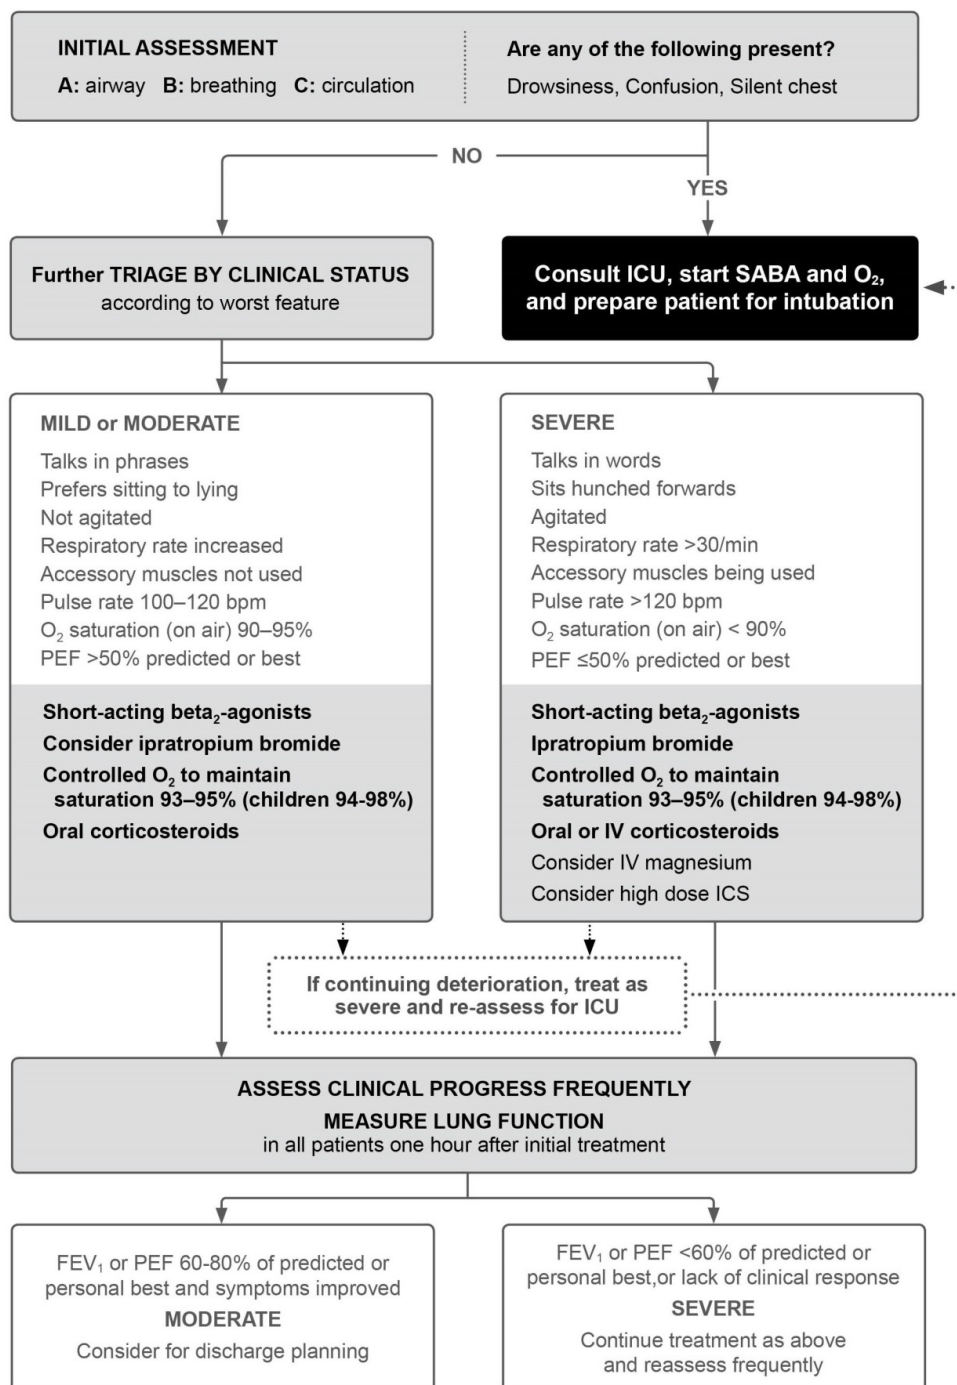 INITIAL ASSESSMENT
A: airway B: breathing C: circulation
Are any of the following present?
Drowsiness, Confusion, Silent chest
NO
YES
Further TRIAGE BY CLINICAL STATUS
according to worst feature
Consult ICU, start SABA and O₂,
and prepare patient for intubation
MILD or MODERATE
Talks in phrases
Prefers sitting to lying
Not agitated
Respiratory rate increased
Accessory muscles not used
Pulse rate 100–120 bpm
O₂ saturation (on air) 90–95%
PEF >50% predicted or best
Short-acting beta₂-agonists
Consider ipratropium bromide
Controlled O₂ to maintain
saturation 93–95% (children 94-98%)
Oral corticosteroids
SEVERE
Talks in words
Sits hunched forwards
Agitated
Respiratory rate >30/min
Accessory muscles being used
Pulse rate >120 bpm
O₂ saturation (on air) < 90%
PEF ≤50% predicted or best
Short-acting beta₂-agonists
Ipratropium bromide
Controlled O₂ to maintain
saturation 93–95% (children 94-98%)
Oral or IV corticosteroids
Consider IV magnesium
Consider high dose ICS
If continuing deterioration, treat as
severe and re-assess for ICU
ASSESS CLINICAL PROGRESS FREQUENTLY
MEASURE LUNG FUNCTION
in all patients one hour after initial treatment
FEV₁ or PEF 60-80% of predicted or
personal best and symptoms improved
MODERATE
Consider for discharge planning
FEV₁ or PEF <60% of predicted or
personal best,or lack of clinical response
SEVERE
Continue treatment as above
and reassess frequently